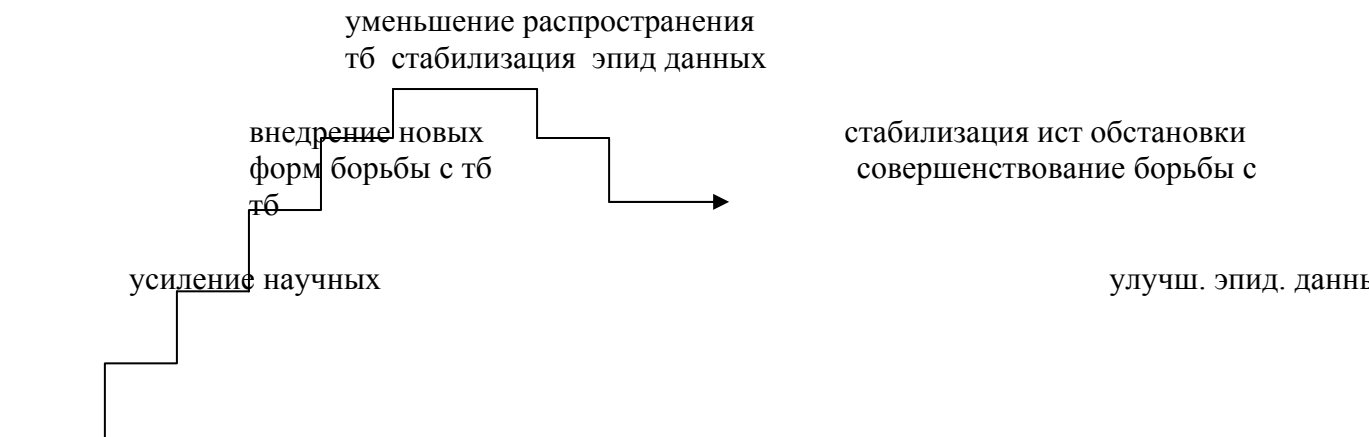 уменьшение распространения
тб стабилизация эпид данных
внедрение новых стабилизация ист обстановки
форм борьбы с тб совершенствование борьбы с
тб
усиление научных улучш. эпид. данны